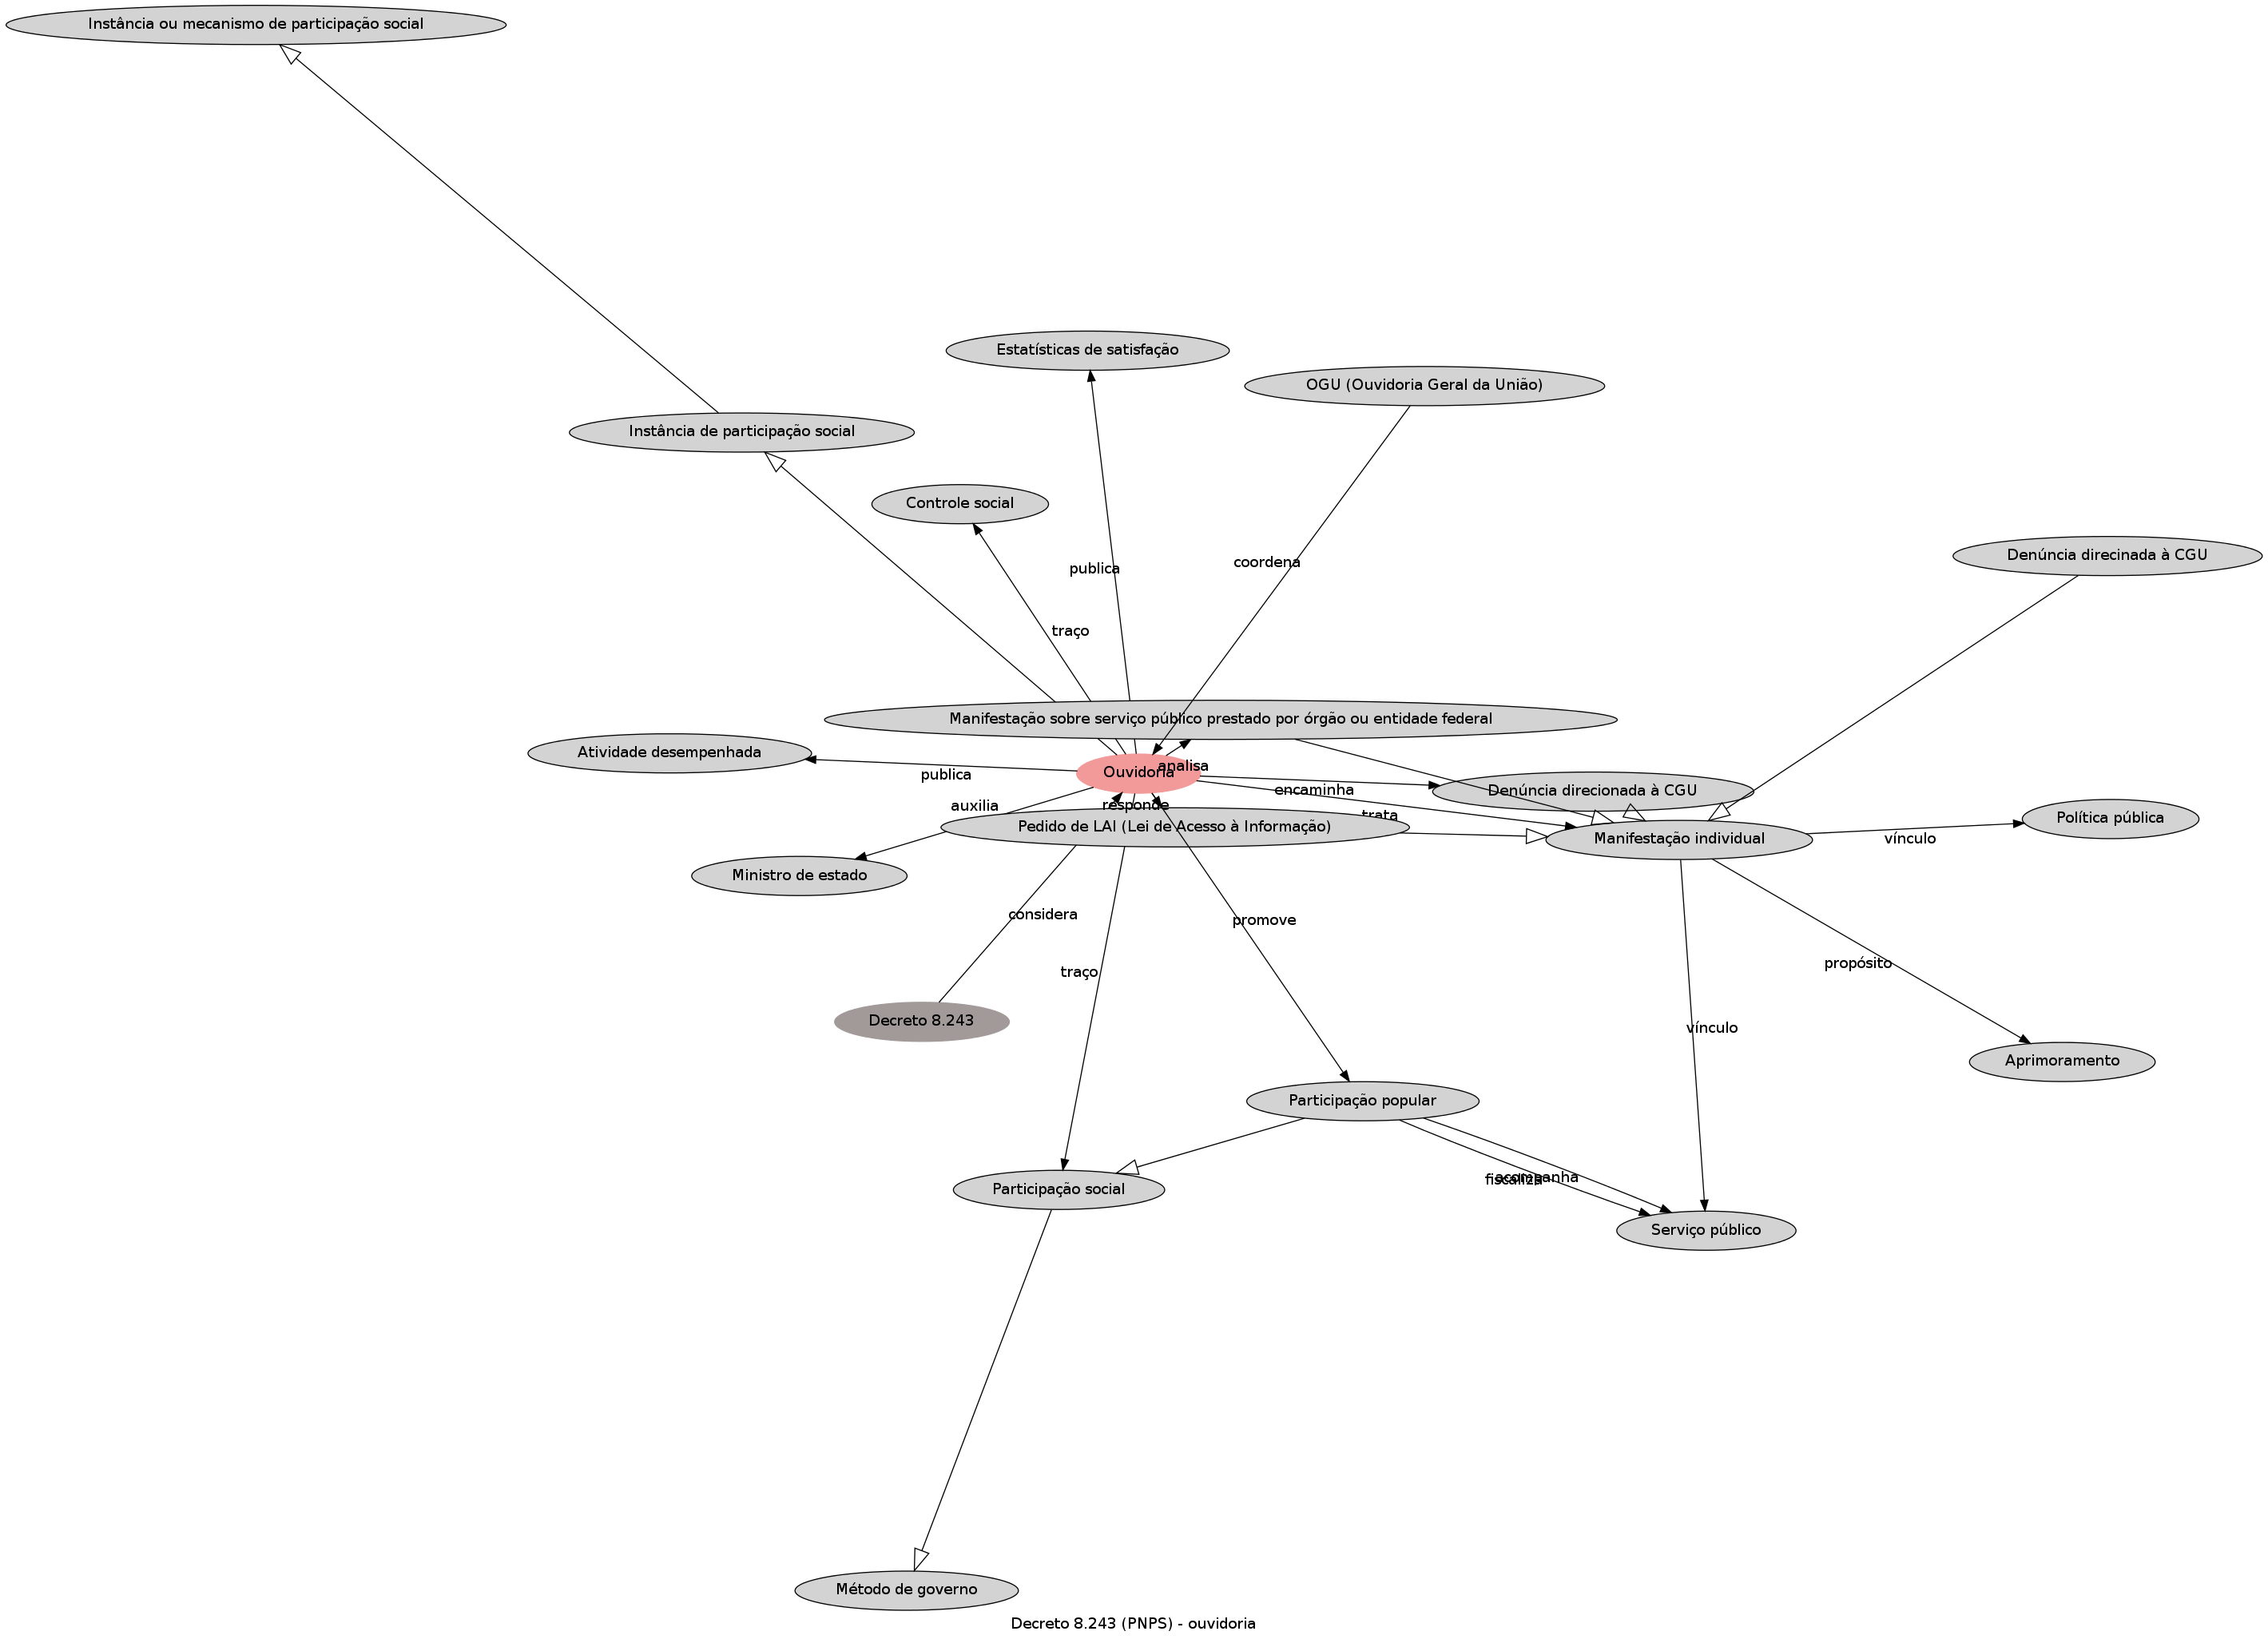 Instância ou mecanismo de participação social
Estatísticas de satisfação
OGU (Ouvidoria Geral da União)
Instância de participação social
Controle social
Denúncia direcinada à CGU
publica
coordena
traço
Manifestação sobre serviço público prestado por órgão ou entidade federal
Atividade desempenhada
Ouvidoria
analisa
publica
encaminha
Denúncia direcionada à CGU
auxilia
responde
trata
Política pública
Pedido de LAI (Lei de Acesso à Informação)
Manifestação individual
vínculo
Ministro de estado
considera
promove
propósito
traço
Decreto 8.243
vínculo
Aprimoramento
Participação popular
acompanha
fiscaliza
Participação social
Serviço público
Método de governo
Decreto 8.243 (PNPS) - ouvidoria